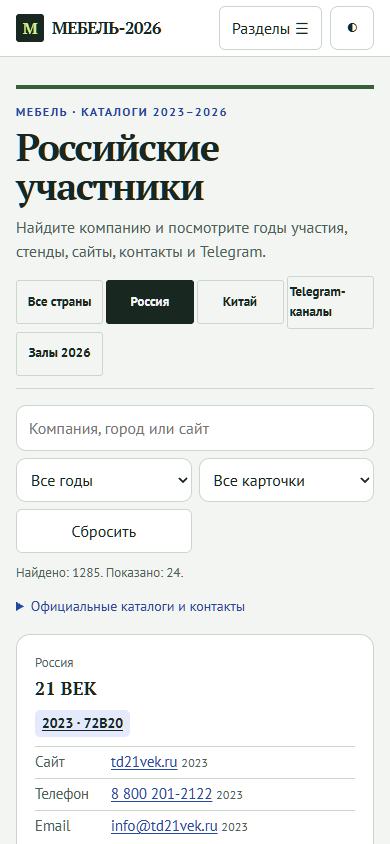 М МЕБЕЛЬ-2026 Разделы ☰ ◐
МЕБЕЛЬ · КАТАЛОГИ 2023–2026
Российские
участники
Найдите компанию и посмотрите годы участия,
стенды, сайты, контакты и Telegram.
Все страны Россия Китай Telegram-
каналы
Залы 2026
Компания, город или сайт
Все годы Все карточки
Сбросить
Найдено: 1285. Показано: 24.
▶ Официальные каталоги и контакты
Россия
21 ВЕК
2023 · 72B20
Сайт td21vek.ru 2023
Телефон 8 800 201-2122 2023
Email info@td21vek.ru 2023